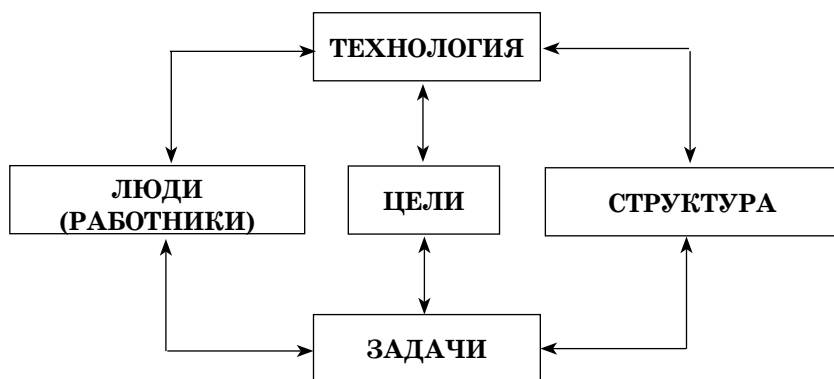 ТЕХНОЛОГИЯ
ЛЮДИ
(РАБОТНИКИ)
ЦЕЛИ
СТРУКТУРА
ЗАДАЧИ